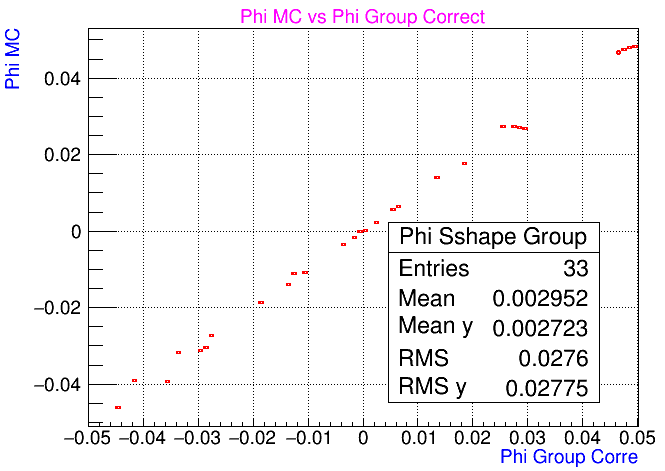 Phi MC vs Phi Group Correct
Phi MC
0.04
0.02
0
−0.02
−0.04
Phi Sshape Group
Entries 33
Mean 0.002952
Mean y 0.002723
RMS 0.0276
RMS y 0.02775
−0.05 −0.04 −0.03 −0.02 −0.01 0 0.01 0.02 0.03 0.04 0.05
Phi Group Corre